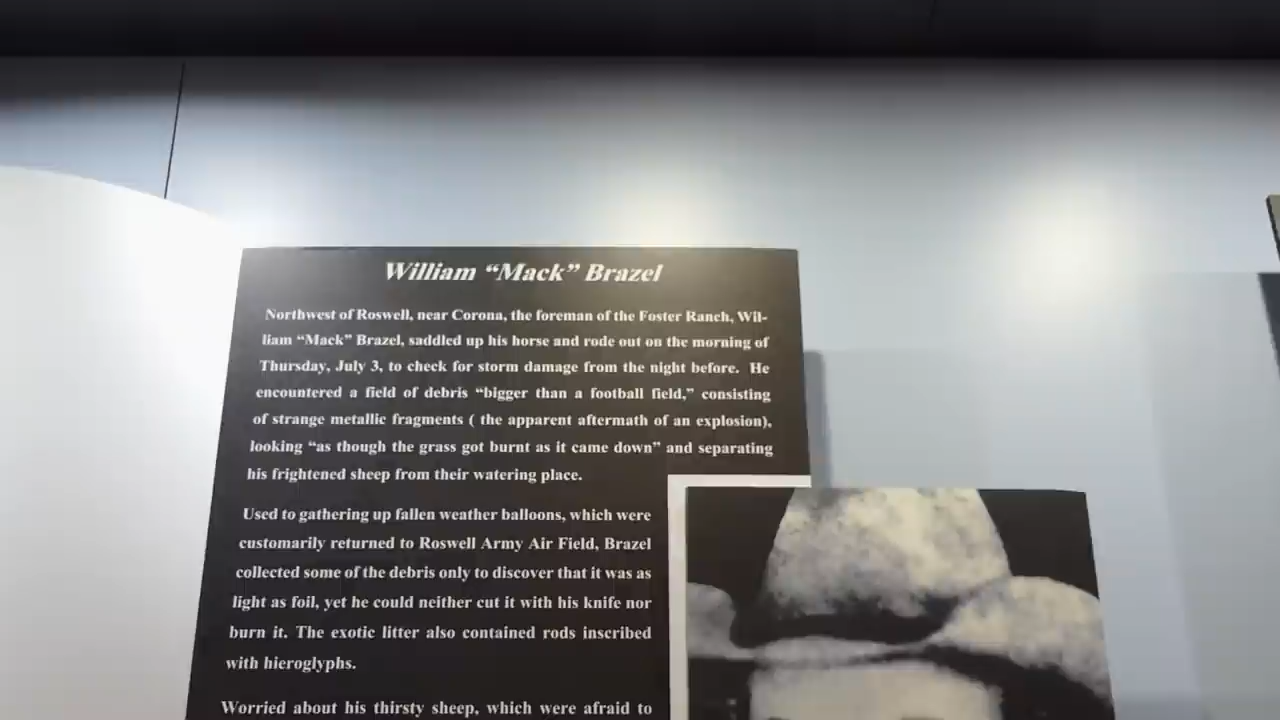 William “Mack” Brazel
Northwest of Roswell, near Corona, the foreman of the Foster Ranch, Wil-
liam “Mack” Brazel, saddled up his horse and rode out on the morning of
Thursday, July 3, to check for storm damage from the night before. He
encountered a field of debris “bigger than a football field,” consisting
of strange metallic fragments ( the apparent aftermath of an explosion),
looking “as though the grass got burnt as it came down” and separating
his frightened sheep from their watering place.
Used to gathering up fallen weather balloons, which were
customarily returned to Roswell Army Air Field, Brazel
collected some of the debris only to discover that it was as
light as foil, yet he could neither cut it with his knife nor
burn it. The exotic litter also contained rods inscribed
with hieroglyphs.
Worried about his thirsty sheep, which were afraid to